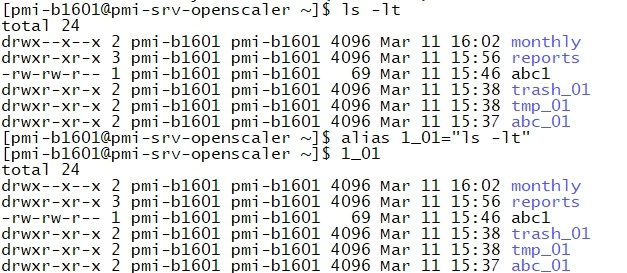 [pmi-b1601@pmi-srv-openscaler ~]$ ls -lt
total 24
drwx--x--x 2 pmi-b1601 pmi-b1601 4096 Mar 11 16:02 monthly
drwxr-xr-x 3 pmi-b1601 pmi-b1601 4096 Mar 11 15:56 reports
-rw-rw-r-- 1 pmi-b1601 pmi-b1601   69 Mar 11 15:46 abc1
drwxr-xr-x 2 pmi-b1601 pmi-b1601 4096 Mar 11 15:38 trash_01
drwxr-xr-x 2 pmi-b1601 pmi-b1601 4096 Mar 11 15:38 tmp_01
drwxr-xr-x 2 pmi-b1601 pmi-b1601 4096 Mar 11 15:37 abc_01
[pmi-b1601@pmi-srv-openscaler ~]$ alias 1_01="ls -lt"
[pmi-b1601@pmi-srv-openscaler ~]$ 1_01
total 24
drwx--x--x 2 pmi-b1601 pmi-b1601 4096 Mar 11 16:02 monthly
drwxr-xr-x 3 pmi-b1601 pmi-b1601 4096 Mar 11 15:56 reports
-rw-rw-r-- 1 pmi-b1601 pmi-b1601   69 Mar 11 15:46 abc1
drwxr-xr-x 2 pmi-b1601 pmi-b1601 4096 Mar 11 15:38 trash_01
drwxr-xr-x 2 pmi-b1601 pmi-b1601 4096 Mar 11 15:38 tmp_01
drwxr-xr-x 2 pmi-b1601 pmi-b1601 4096 Mar 11 15:37 abc_01